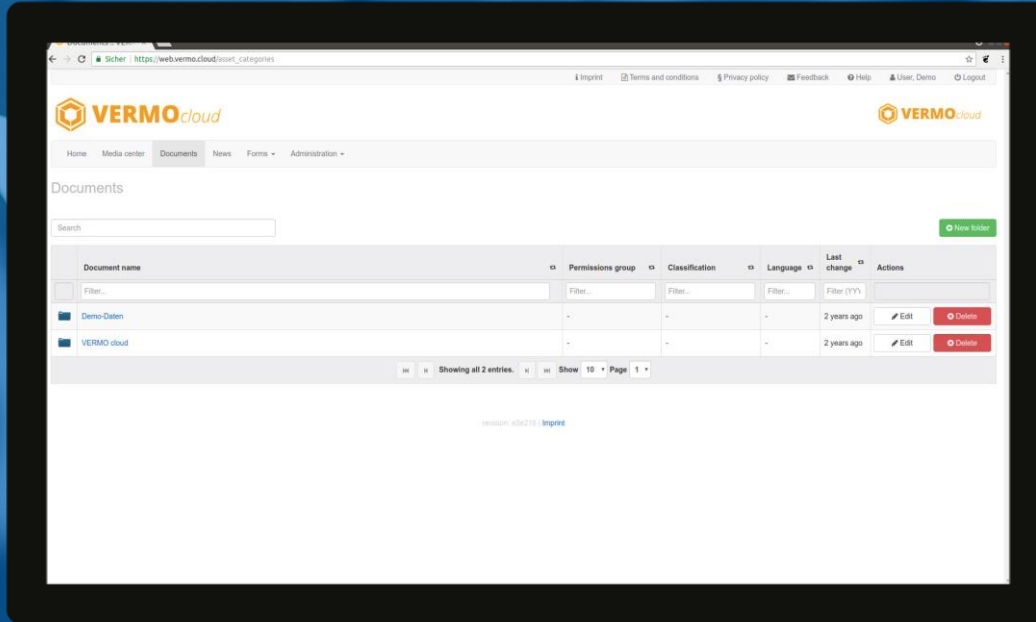 Sicher | https://web.vermo.cloud/asset_categories
Imprint Terms and conditions § Privacy policy Feedback Help User, Demo Logout
VERMOcloud
VERMOcloud
Home Media center Documents News Forms Administration
Documents
Search
New folder
Document name Permissions group Classification Language Last change Actions
Filter... Filter... Filter... Filter... Filter (YY\
Demo-Daten - - - 2 years ago Edit Delete
VERMO cloud - - - 2 years ago Edit Delete
Showing all 2 entries. Show 10 Page 1
| Imprint